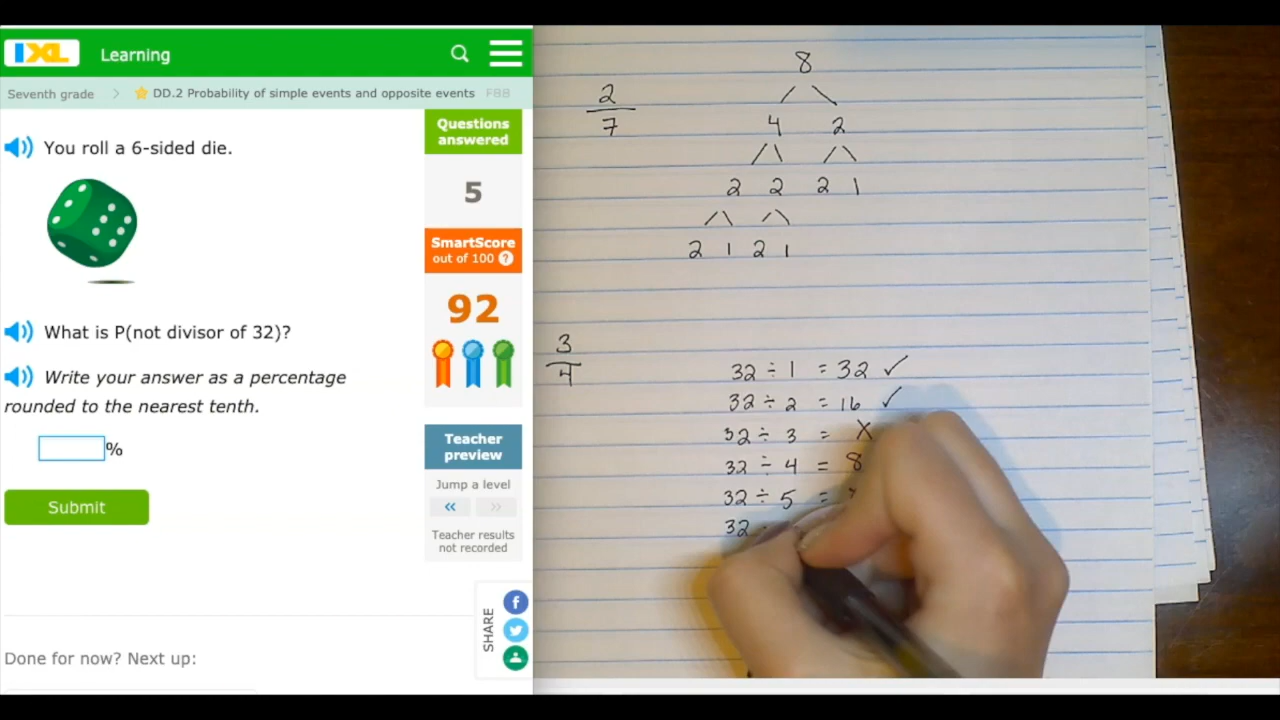 IXL Learning
Seventh grade > DD.2 Probability of simple events and opposite events F88
You roll a 6-sided die.
What is P(not divisor of 32)?
Write your answer as a percentage
rounded to the nearest tenth.
%
Submit
Questions
answered
5
SmartScore
out of 100 ?
92
Teacher
preview
Jump a level
<<
>>
Teacher results
not recorded
SHARE
f
Done for now? Next up:
2
7
8
4 2
2 2 2 1
2 1 2 1
3
4
32 ÷ 1 = 32 ✓
32 ÷ 2 = 16 ✓
32 ÷ 3 = X
32 ÷ 4 = 8
32 ÷ 5 =
32